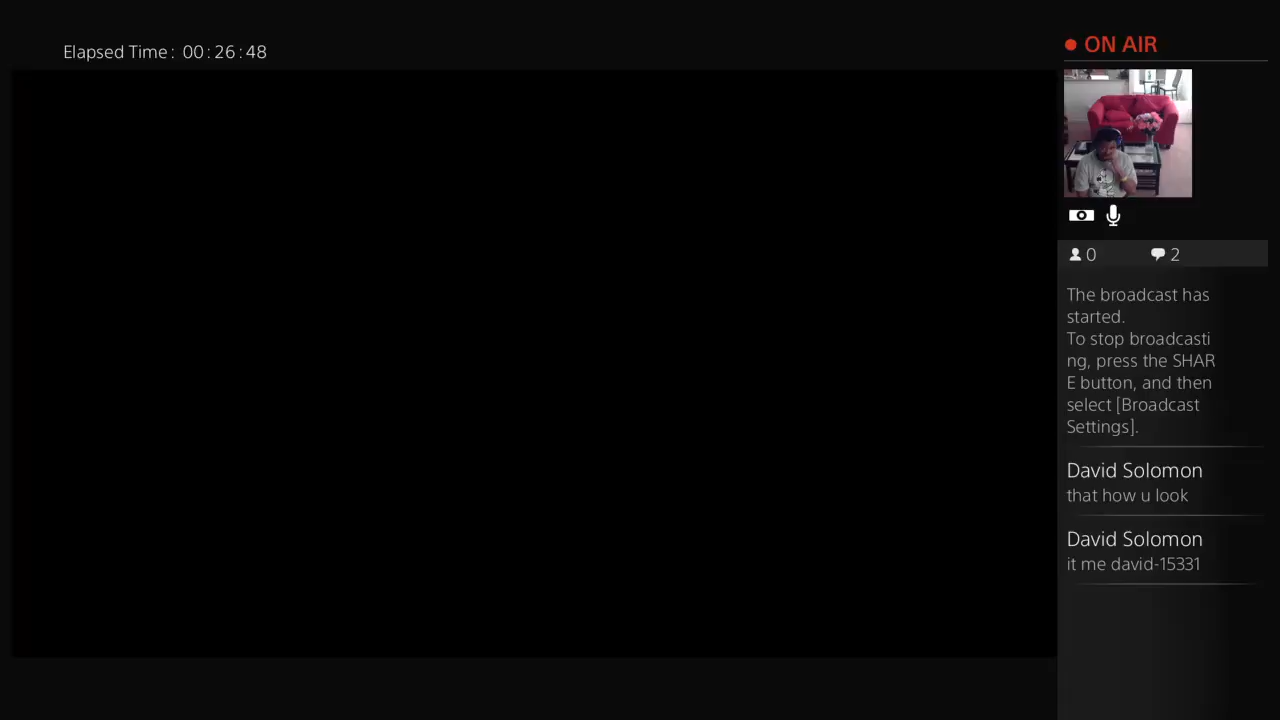 Elapsed Time: 00:26:48
ON AIR
0 2
The broadcast has
started.
To stop broadcasti
ng, press the SHAR
E button, and then
select [Broadcast
Settings].
David Solomon
that how u look
David Solomon
it me david-15331